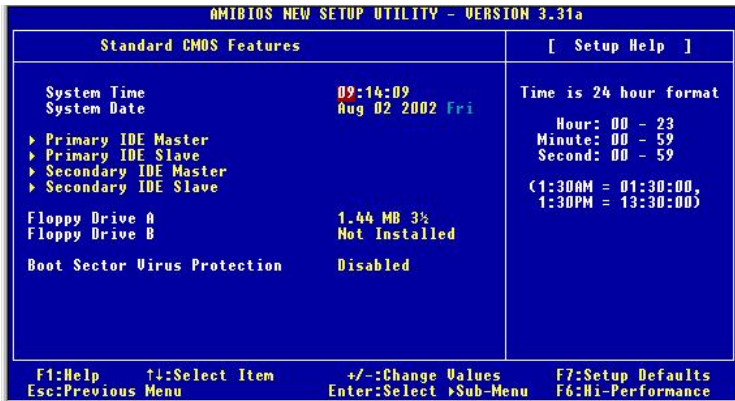 AMIBIOS NEW SETUP UTILITY - VERSION 3.31a
Standard CMOS Features
[ Setup Help ]
System Time 09:14:09
System Date Aug 02 2002 Fri
▸ Primary IDE Master
▸ Primary IDE Slave
▸ Secondary IDE Master
▸ Secondary IDE Slave
Floppy Drive A 1.44 MB 3½
Floppy Drive B Not Installed
Boot Sector Virus Protection Disabled
Time is 24 hour format
Hour: 00 - 23
Minute: 00 - 59
Second: 00 - 59
(1:30AM = 01:30:00,
1:30PM = 13:30:00)
F1:Help ↑↓:Select Item +/-:Change Values F7:Setup Defaults
Esc:Previous Menu Enter:Select ▸Sub-Menu F6:Hi-Performance